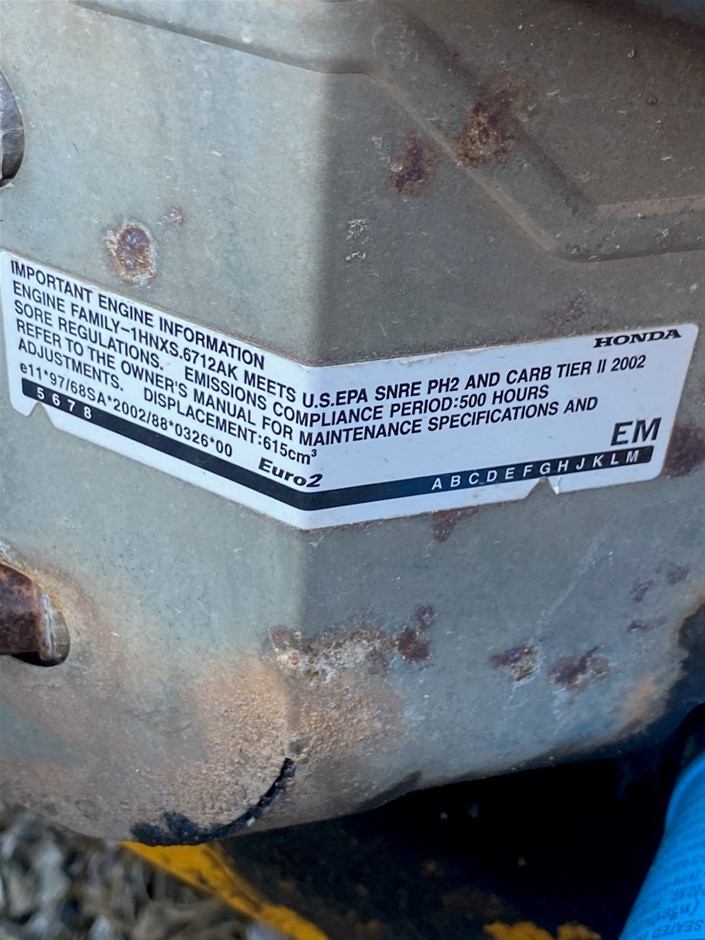 HONDA
IMPORTANT ENGINE INFORMATION
ENGINE FAMILY-1HNXS.6712AK MEETS U.S.EPA SNRE PH2 AND CARB TIER II 2002
SORE REGULATIONS. EMISSIONS COMPLIANCE PERIOD:500 HOURS
REFER TO THE OWNER'S MANUAL FOR MAINTENANCE SPECIFICATIONS AND
ADJUSTMENTS. DISPLACEMENT:615cm³
e11*97/68SA*2002/88*0326*00 Euro2 EM
5 6 7 8 A B C D E F G H J K L M